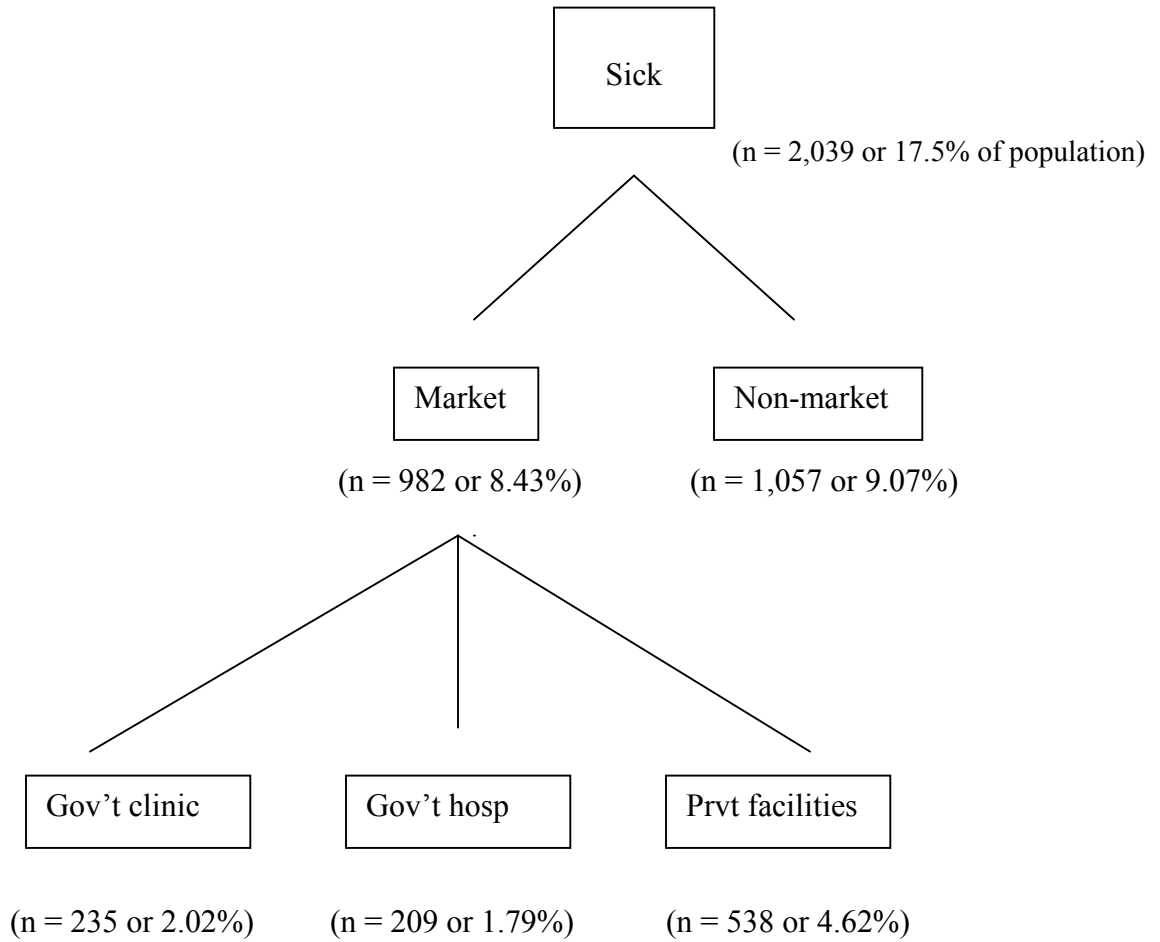 Sick
(n = 2,039 or 17.5% of population)
Market
Non-market
(n = 982 or 8.43%)
(n = 1,057 or 9.07%)
Gov’t clinic
Gov’t hosp
Prvt facilities
(n = 235 or 2.02%)
(n = 209 or 1.79%)
(n = 538 or 4.62%)